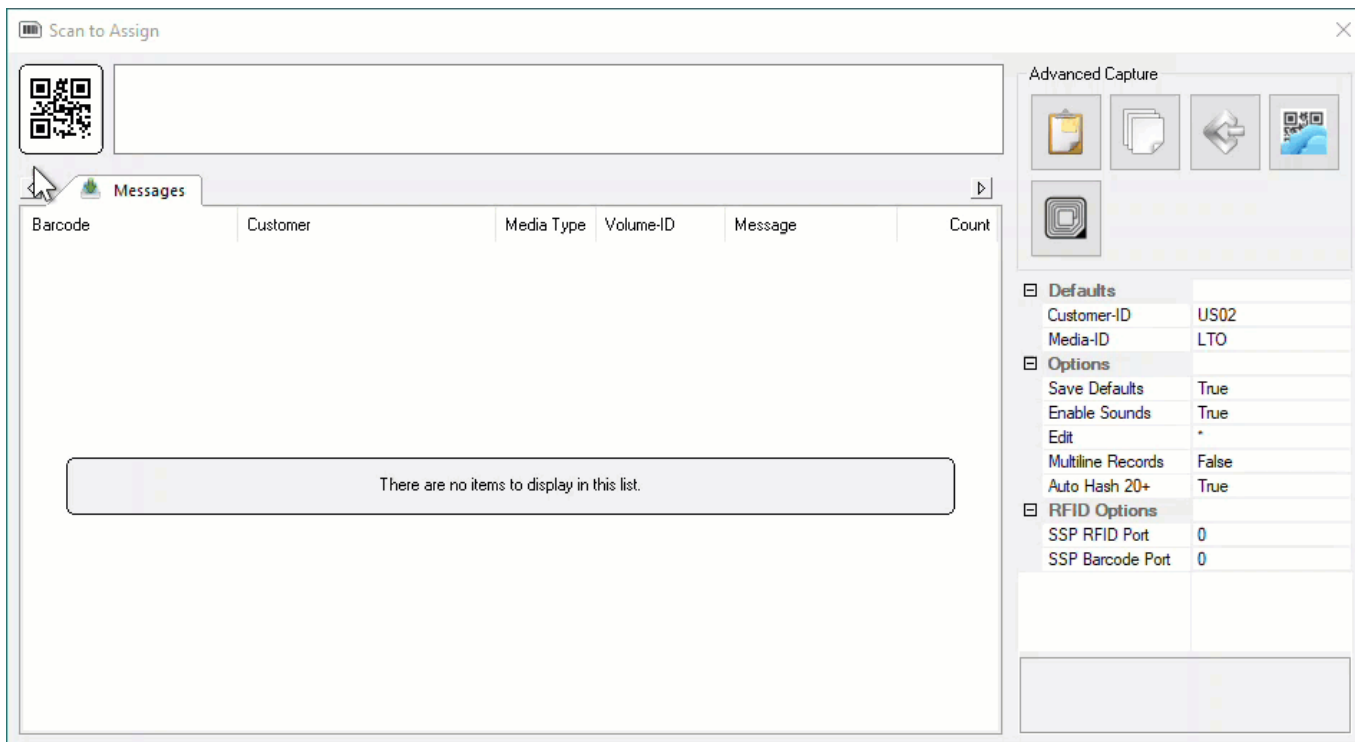 Scan to Assign
Messages
Barcode Customer Media Type Volume-ID Message Count
There are no items to display in this list.
Advanced Capture
Defaults
Customer-ID US02
Media-ID LTO
Options
Save Defaults True
Enable Sounds True
Edit *
Multiline Records False
Auto Hash 20+ True
RFID Options
SSP RFID Port 0
SSP Barcode Port 0